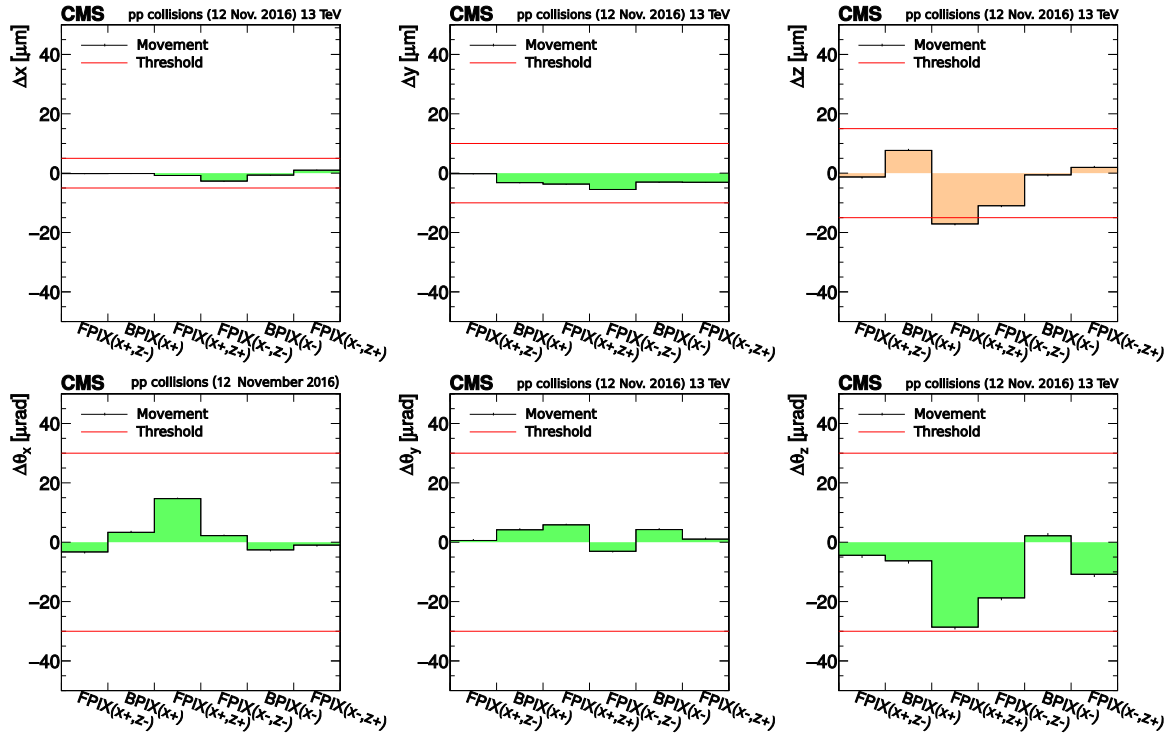 CMS pp collisions (12 Nov. 2016) 13 TeV
Δx [μm]
Movement
Threshold
40
20
0
−20
−40
FPIX(x+,z-) BPIX(x+) FPIX(x+,z+) FPIX(x-,z-) BPIX(x-) FPIX(x-,z+)
CMS pp collisions (12 Nov. 2016) 13 TeV
Δy [μm]
Movement
Threshold
40
20
0
−20
−40
FPIX(x+,z-) BPIX(x+) FPIX(x+,z+) FPIX(x-,z-) BPIX(x-) FPIX(x-,z+)
CMS pp collisions (12 Nov. 2016) 13 TeV
Δz [μm]
Movement
Threshold
40
20
0
−20
−40
FPIX(x+,z-) BPIX(x+) FPIX(x+,z+) FPIX(x-,z-) BPIX(x-) FPIX(x-,z+)
CMS pp collisions (12 November 2016)
Δθx [μrad]
Movement
Threshold
40
20
0
−20
−40
FPIX(x+,z-) BPIX(x+) FPIX(x+,z+) FPIX(x-,z-) BPIX(x-) FPIX(x-,z+)
CMS pp collisions (12 Nov. 2016) 13 TeV
Δθy [μrad]
Movement
Threshold
40
20
0
−20
−40
FPIX(x+,z-) BPIX(x+) FPIX(x+,z+) FPIX(x-,z-) BPIX(x-) FPIX(x-,z+)
CMS pp collisions (12 Nov. 2016) 13 TeV
Δθz [μrad]
Movement
Threshold
40
20
0
−20
−40
FPIX(x+,z-) BPIX(x+) FPIX(x+,z+) FPIX(x-,z-) BPIX(x-) FPIX(x-,z+)